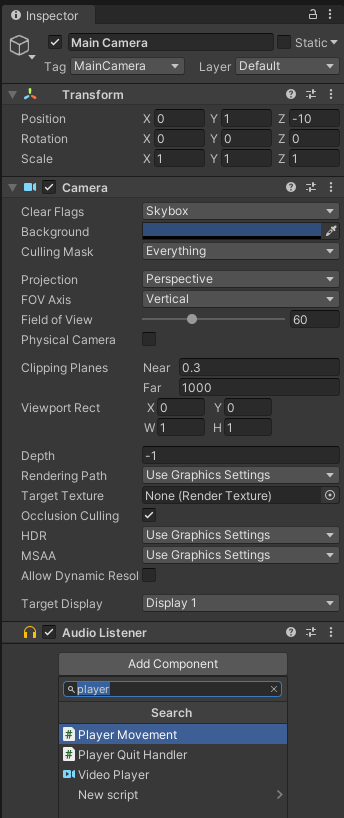 Inspector
Main Camera Static
Tag MainCamera Layer Default
Transform
Position X 0 Y 1 Z -10
Rotation X 0 Y 0 Z 0
Scale X 1 Y 1 Z 1
Camera
Clear Flags Skybox
Background
Culling Mask Everything
Projection Perspective
FOV Axis Vertical
Field of View 60
Physical Camera
Clipping Planes Near 0.3
Far 1000
Viewport Rect X 0 Y 0
W 1 H 1
Depth -1
Rendering Path Use Graphics Settings
Target Texture None (Render Texture)
Occlusion Culling
HDR Use Graphics Settings
MSAA Use Graphics Settings
Allow Dynamic Resol
Target Display Display 1
Audio Listener
Add Component
player
Search
# Player Movement
# Player Quit Handler
Video Player
New script